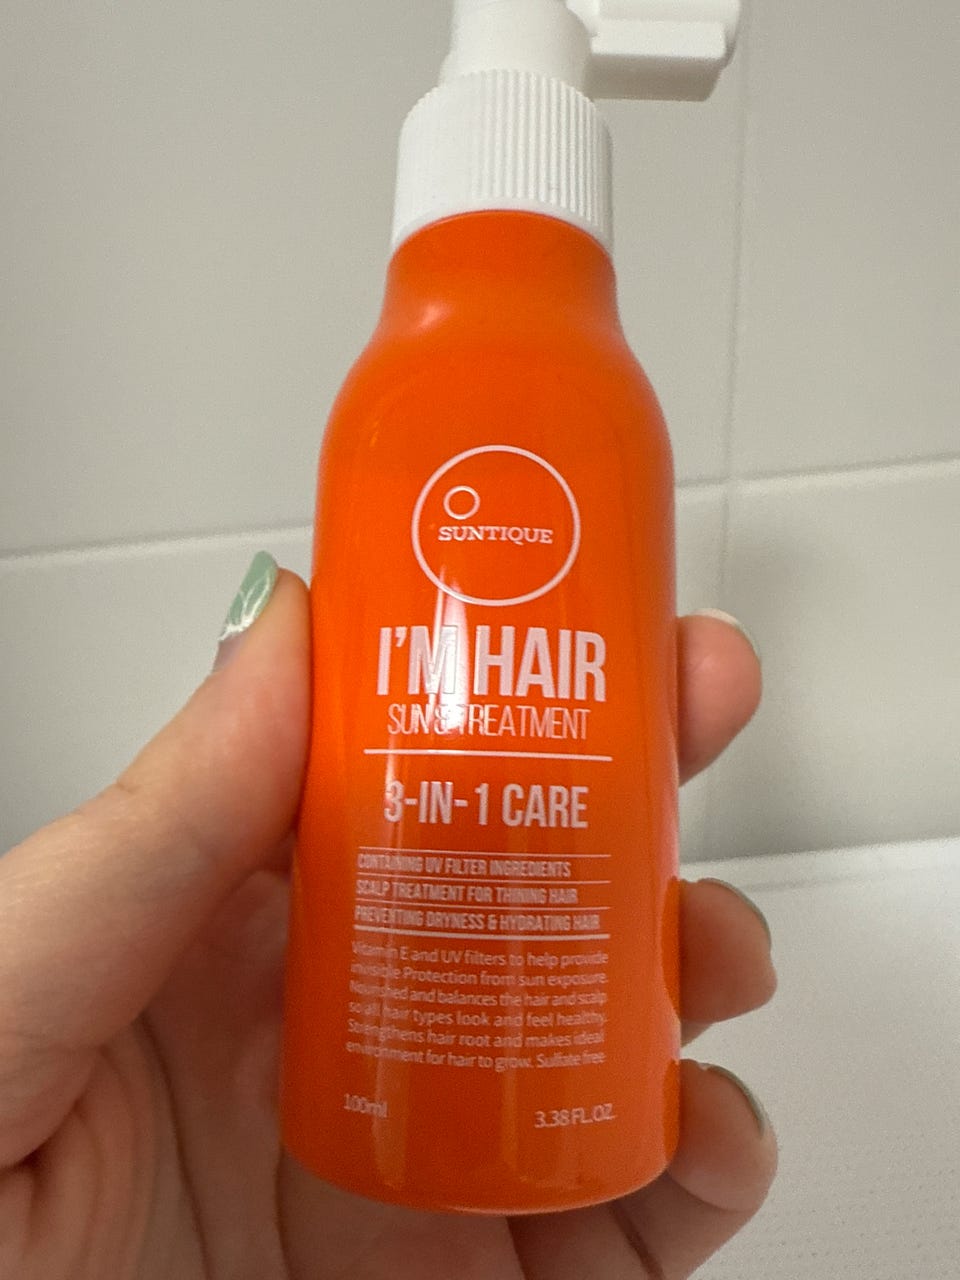 SUNTIQUE
I'M HAIR
SUN & TREATMENT
3-IN-1 CARE
CONTAINING UV FILTER INGREDIENTS
SCALP TREATMENT FOR THINING HAIR
PREVENTING DRYNESS & HYDRATING HAIR
Vitamin E and UV filters to help provide
invisible Protection from sun exposure.
Nourished and balances the hair and scalp
so all hair types look and feel healthy.
Strengthens hair root and makes ideal
environment for hair to grow. Sulfate free
100ml
3.38 FL.OZ.